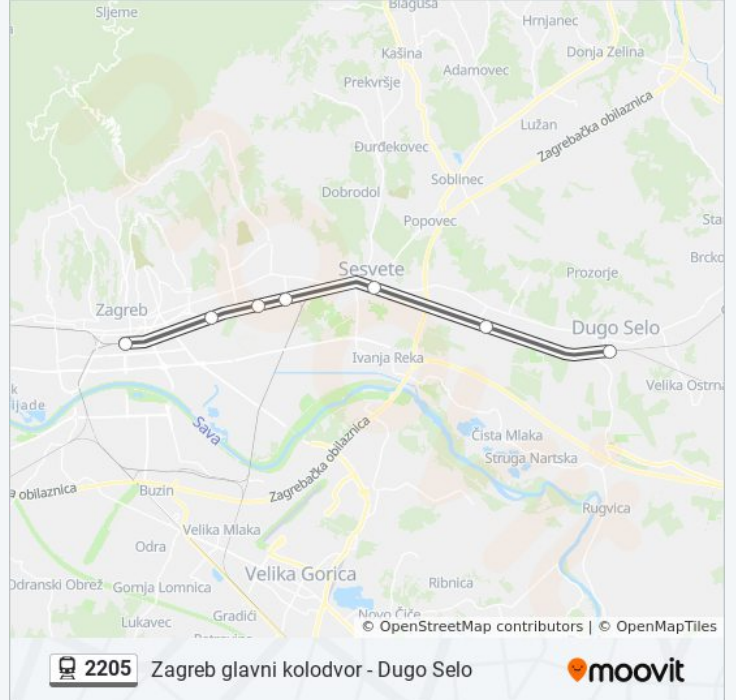 Blaguša
Sljeme
Hrnjanec
Kašina
Donja Zelina
Adamovec
Prekvršje
Zagrebačka obilaznica
Lužan
Đurđekovec
Soblinec
Dobrodol
Popovec
Sta
Brcko
Sesvete
Prozorje
Zagreb
Dugo Selo
Ivanja Reka
Velika Ostrna
k
ljade
Sava
Čista Mlaka
Zagrebačka obilaznica
Struga Nartska
a obilaznica
Buzin
Rugvica
Velika Mlaka
Odra
Velika Gorica
Odranski Obrež
Gornja Lomnica
Ribnica
Gradići
Novo Čiče
Lukavec
© OpenStreetMap contributors | © OpenMapTiles
2205
Zagreb glavni kolodvor - Dugo Selo
moovit